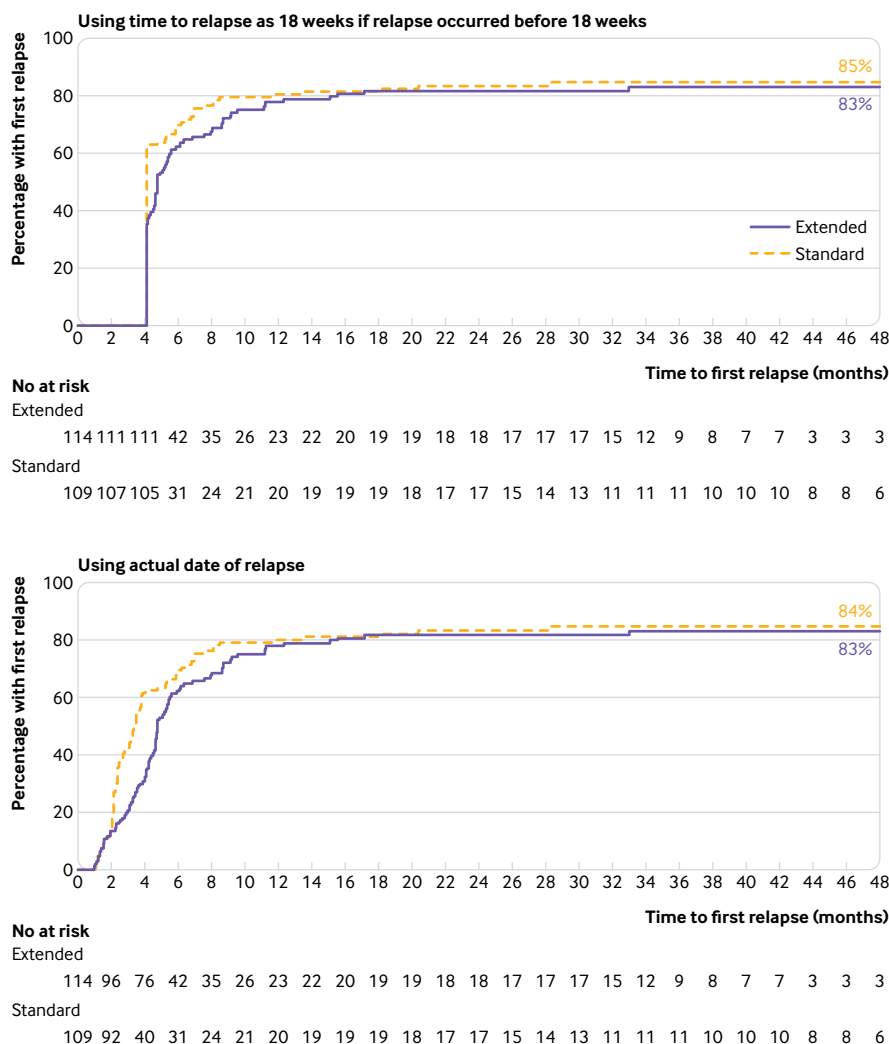 Using time to relapse as 18 weeks if relapse occurred before 18 weeks
Percentage with first relapse
100
80
60
40
20
0
85%
83%
Extended
Standard
0 2 4 6 8 10 12 14 16 18 20 22 24 26 28 30 32 34 36 38 40 42 44 46 48
Time to first relapse (months)
No at risk
Extended
114 111 111 42 35 26 23 22 20 19 19 18 18 17 17 17 15 12 9 8 7 7 3 3 3
Standard
109 107 105 31 24 21 20 19 19 19 18 17 17 15 14 13 11 11 11 10 10 10 8 8 6
Using actual date of relapse
Percentage with first relapse
100
80
60
40
20
0
84%
83%
0 2 4 6 8 10 12 14 16 18 20 22 24 26 28 30 32 34 36 38 40 42 44 46 48
Time to first relapse (months)
No at risk
Extended
114 96 76 42 35 26 23 22 20 19 19 18 18 17 17 17 15 12 9 8 7 7 3 3 3
Standard
109 92 40 31 24 21 20 19 19 19 18 17 17 15 14 13 11 11 11 10 10 10 8 8 6